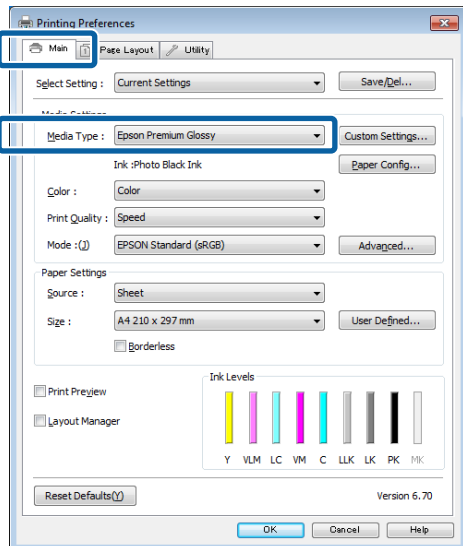 Printing Preferences
Main Page Layout Utility
Select Setting : Current Settings Save/Del...
Media Settings
Media Type : Epson Premium Glossy Custom Settings...
Ink :Photo Black Ink Paper Config...
Color : Color
Print Quality : Speed
Mode :(J) EPSON Standard (sRGB) Advanced...
Paper Settings
Source : Sheet
Size : A4 210 x 297 mm User Defined...
Borderless
Ink Levels
Print Preview
Layout Manager
Y VLM LC VM C LLK LK PK MK
Reset Defaults(Y) Version 6.70
OK Cancel Help